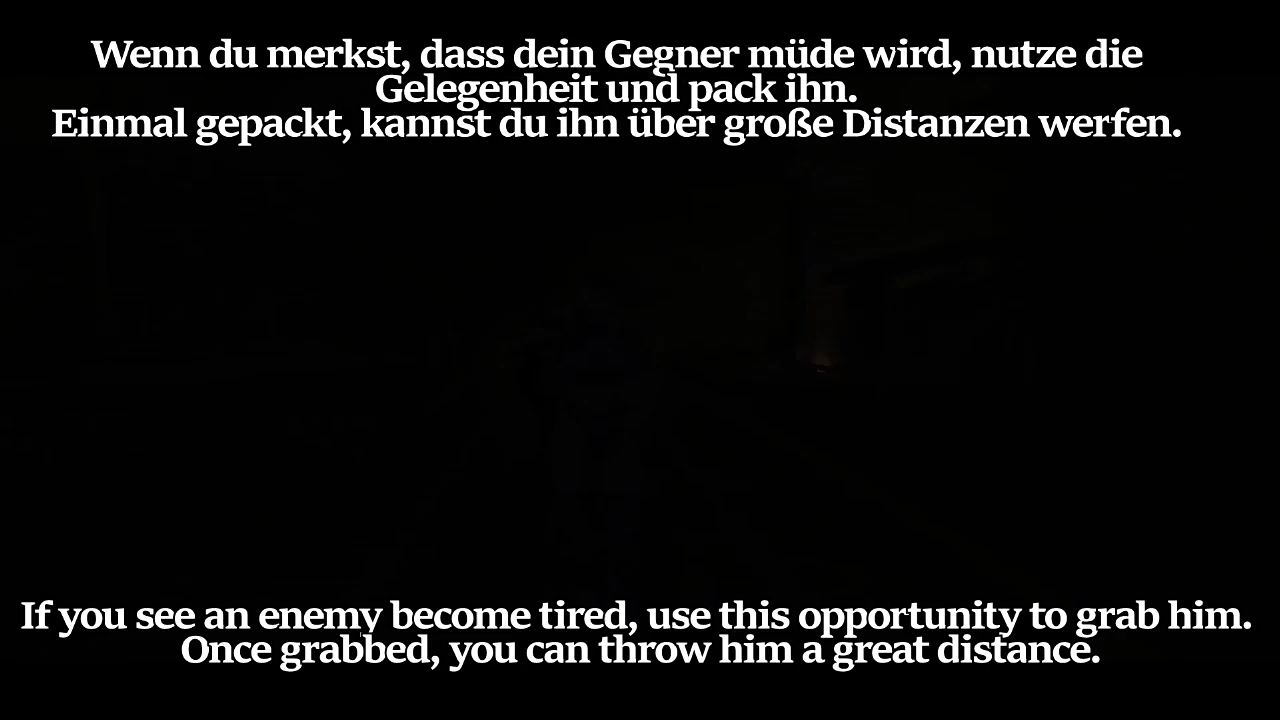 Wenn du merkst, dass dein Gegner müde wird, nutze die
Gelegenheit und pack ihn.
Einmal gepackt, kannst du ihn über große Distanzen werfen.
If you see an enemy become tired, use this opportunity to grab him.
Once grabbed, you can throw him a great distance.